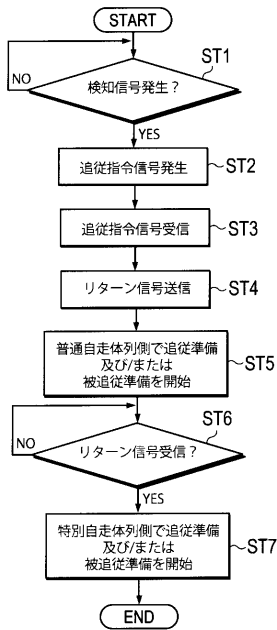 START
ST1
NO
検知信号発生？
YES
追従指令信号発生
ST2
追従指令信号受信
ST3
リターン信号送信
ST4
普通自走体列側で追従準備
及び/または
被追従準備を開始
ST5
ST6
NO
リターン信号受信？
YES
特別自走体列側で追従準備
及び/または
被追従準備を開始
ST7
END